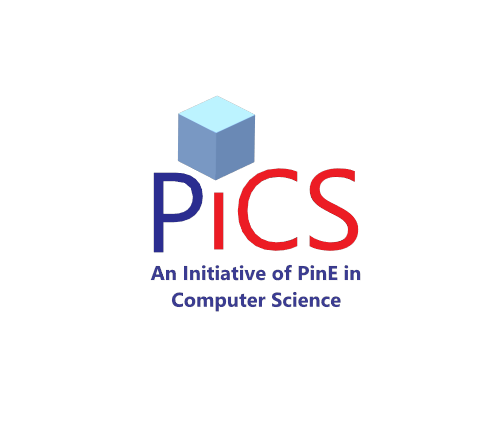 PiCS
An Initiative of PinE in
Computer Science